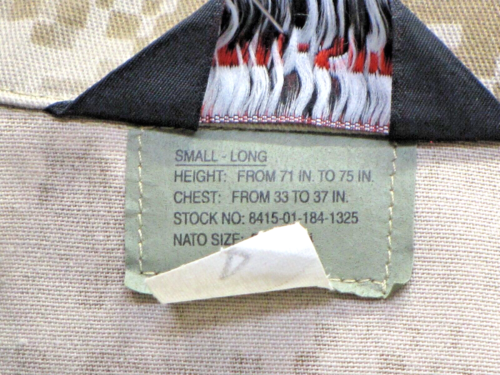 SMALL - LONG
HEIGHT: FROM 71 IN. TO 75 IN.
CHEST: FROM 33 TO 37 IN.
STOCK NO: 8415-01-184-1325
NATO SIZE:
D